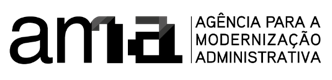 ama
AGÊNCIA PARA A
MODERNIZAÇÃO
ADMINISTRATIVA